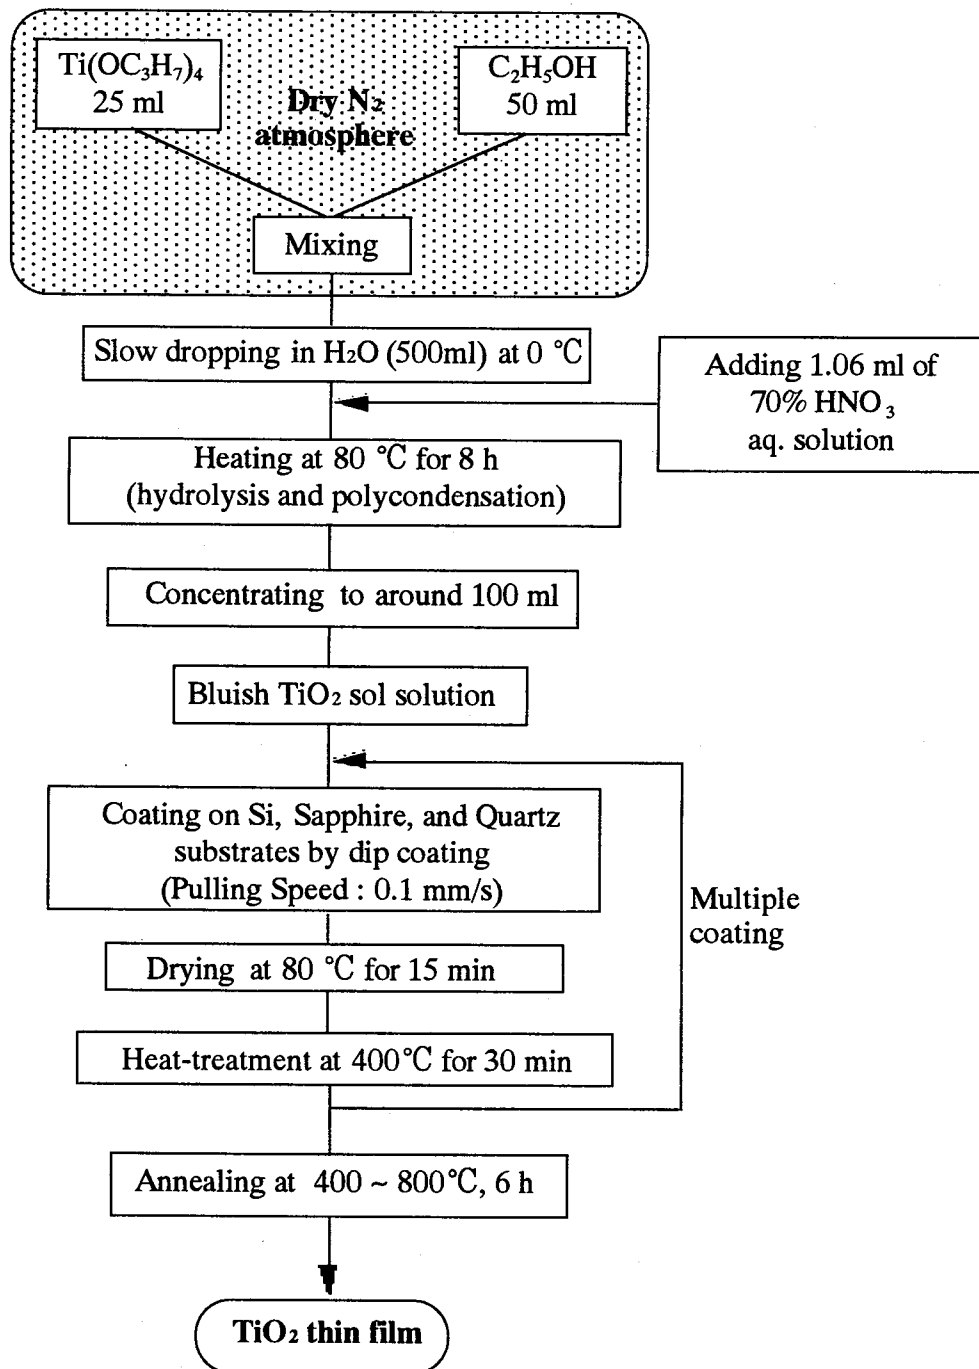 Ti(OC₃H₇)₄
25 ml
C₂H₅OH
50 ml
Dry N₂
atmosphere
Mixing
Slow dropping in H₂O (500ml) at 0 ℃
Adding 1.06 ml of
70% HNO₃
aq. solution
Heating at 80 ℃ for 8 h
(hydrolysis and polycondensation)
Concentrating to around 100 ml
Bluish TiO₂ sol solution
Coating on Si, Sapphire, and Quartz
substrates by dip coating
(Pulling Speed : 0.1 mm/s)
Multiple
coating
Drying at 80 ℃ for 15 min
Heat-treatment at 400℃ for 30 min
Annealing at 400 ~ 800℃, 6 h
TiO₂ thin film